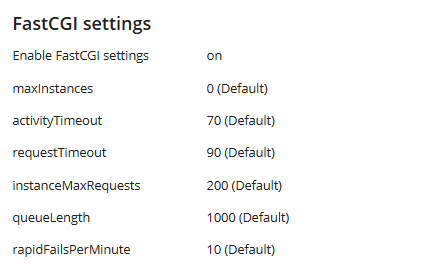 FastCGI settings
Enable FastCGI settings on
maxInstances 0 (Default)
activityTimeout 70 (Default)
requestTimeout 90 (Default)
instanceMaxRequests 200 (Default)
queueLength 1000 (Default)
rapidFailsPerMinute 10 (Default)